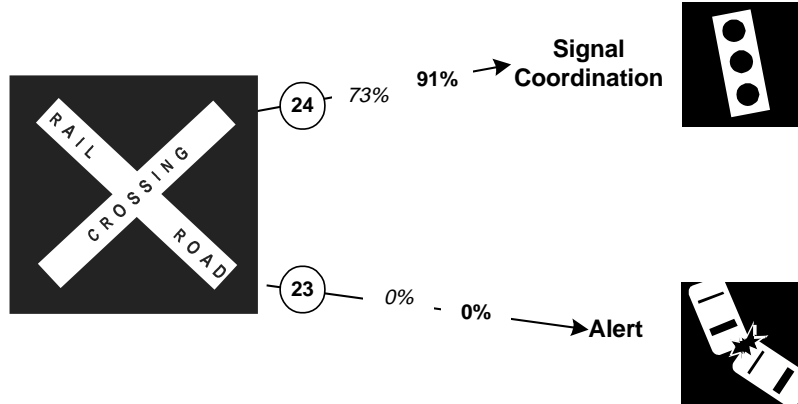 Signal
Coordination
24 73% 91%
RAIL
CROSSING
ROAD
23 0% 0%
Alert